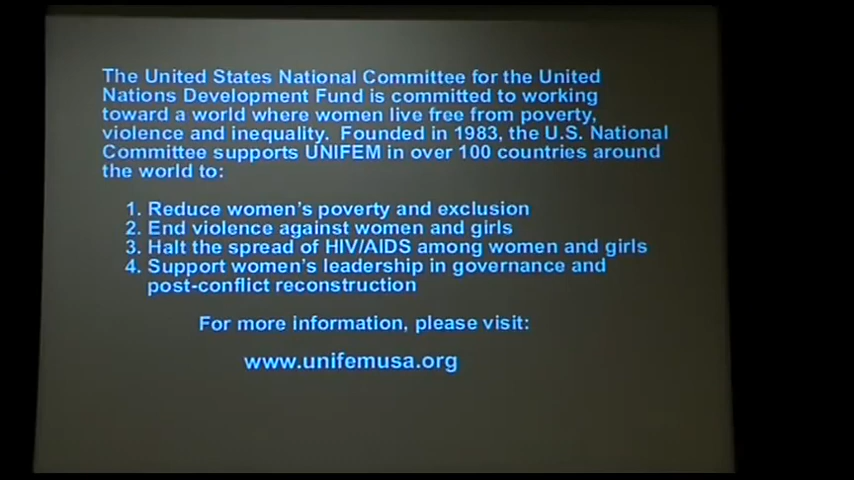 The United States National Committee for the United
Nations Development Fund is committed to working
toward a world where women live free from poverty,
violence and inequality. Founded in 1983, the U.S. National
Committee supports UNIFEM in over 100 countries around
the world to:
1. Reduce women's poverty and exclusion
2. End violence against women and girls
3. Halt the spread of HIV/AIDS among women and girls
4. Support women's leadership in governance and
post-conflict reconstruction
For more information, please visit:
www.unifemusa.org